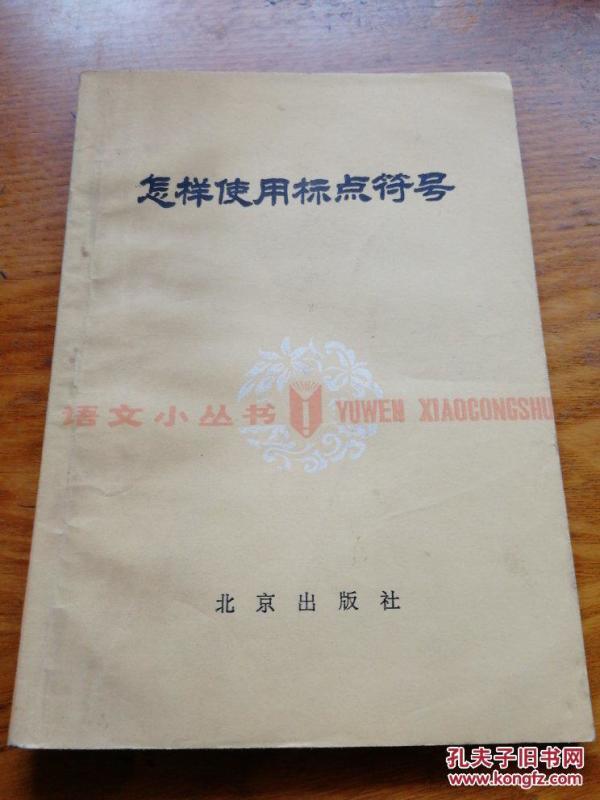 怎样使用标点符号
语文小丛书 YUWEN XIAOCONGSHU
北京出版社
孔夫子旧书网
www.kongfz.com